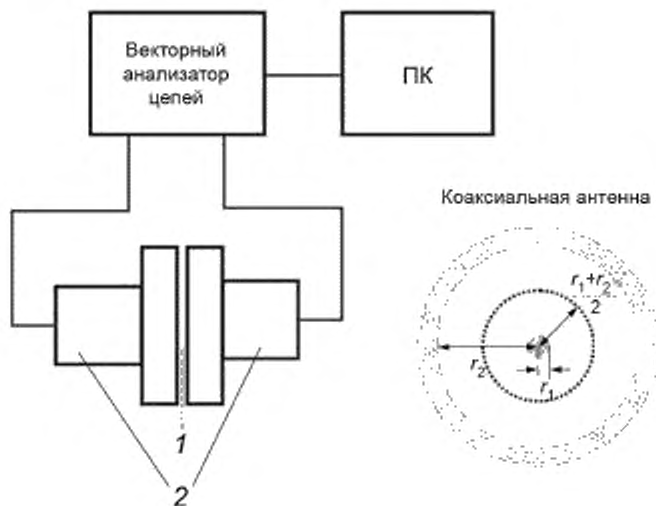 Векторный
анализатор
цепей
ПК
Коаксиальная антенна
r₁+r₂
2
r₂
r₁
1
2